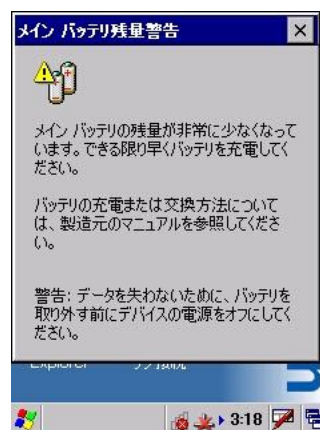 メイン バッテリ残量警告
メイン バッテリの残量が非常に少なくなって
います。できる限り早くバッテリを充電してく
ださい。
バッテリの充電または交換方法について
は、製造元のマニュアルを参照してくださ
い。
警告: データを失わないために、バッテリを
取り外す前にデバイスの電源をオフにしてく
ださい。
3:18